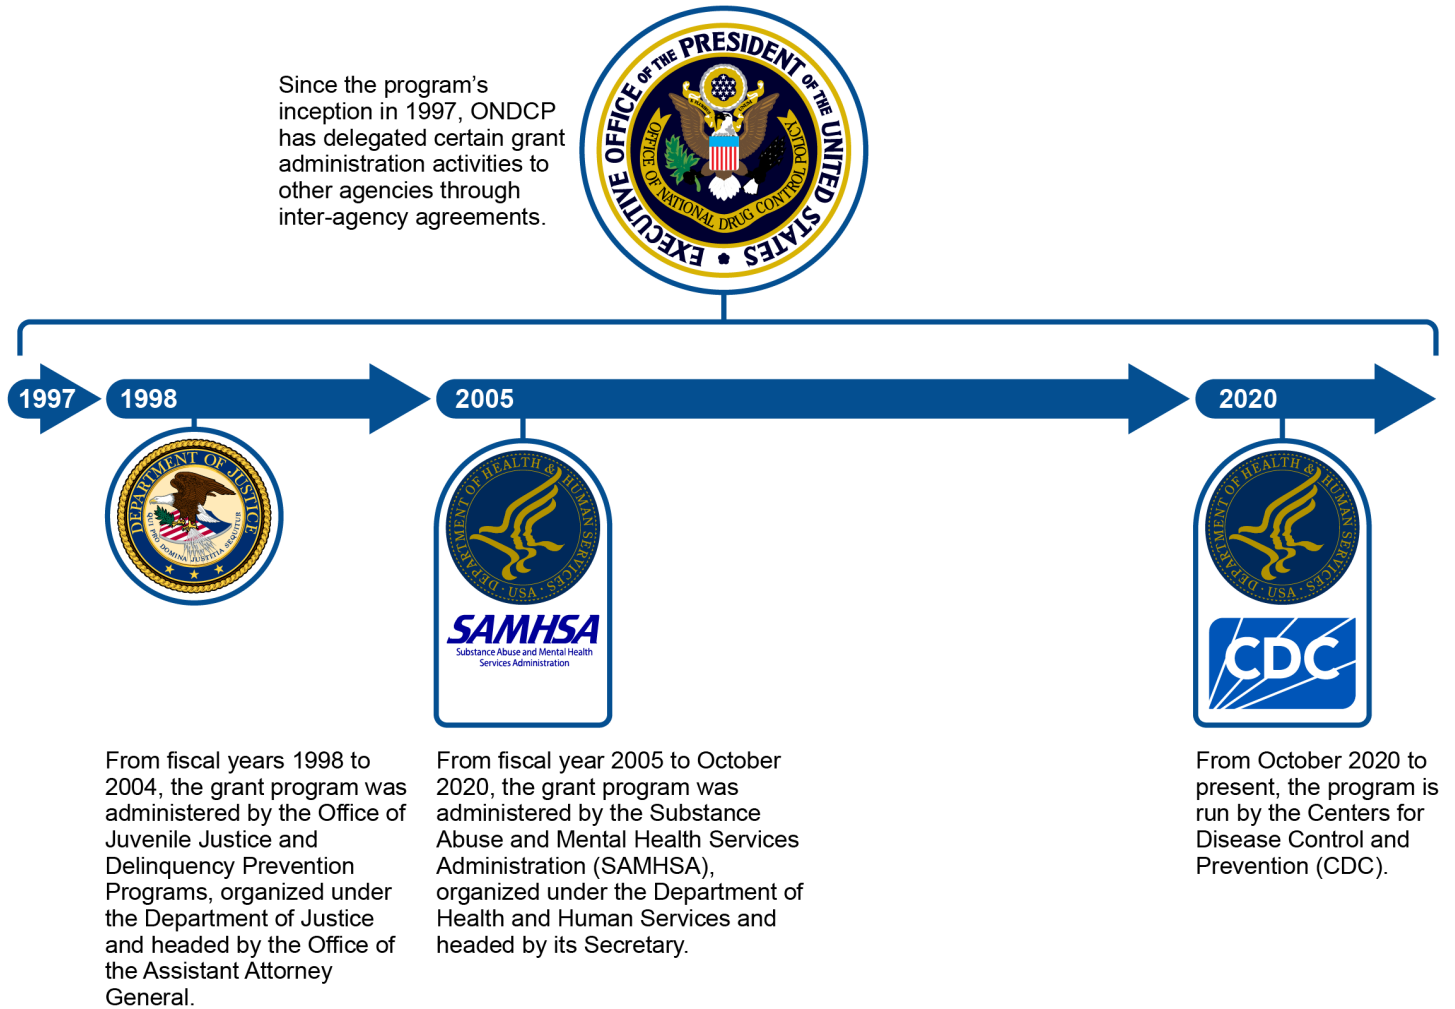 Since the program’s
inception in 1997, ONDCP
has delegated certain grant
administration activities to
other agencies through
inter-agency agreements.
EXECUTIVE OFFICE OF THE PRESIDENT OF THE UNITED STATES
OFFICE OF NATIONAL DRUG CONTROL POLICY
1997
1998
2005
2020
DEPARTMENT OF JUSTICE
QUI PRO DOMINA JUSTITIA SEQUITUR
DEPARTMENT OF HEALTH & HUMAN SERVICES · USA ·
SAMHSA
Substance Abuse and Mental Health
Services Administration
DEPARTMENT OF HEALTH & HUMAN SERVICES · USA ·
CDC
From fiscal years 1998 to
2004, the grant program was
administered by the Office of
Juvenile Justice and
Delinquency Prevention
Programs, organized under
the Department of Justice
and headed by the Office of
the Assistant Attorney
General.
From fiscal year 2005 to October
2020, the grant program was
administered by the Substance
Abuse and Mental Health Services
Administration (SAMHSA),
organized under the Department of
Health and Human Services and
headed by its Secretary.
From October 2020 to
present, the program is
run by the Centers for
Disease Control and
Prevention (CDC).